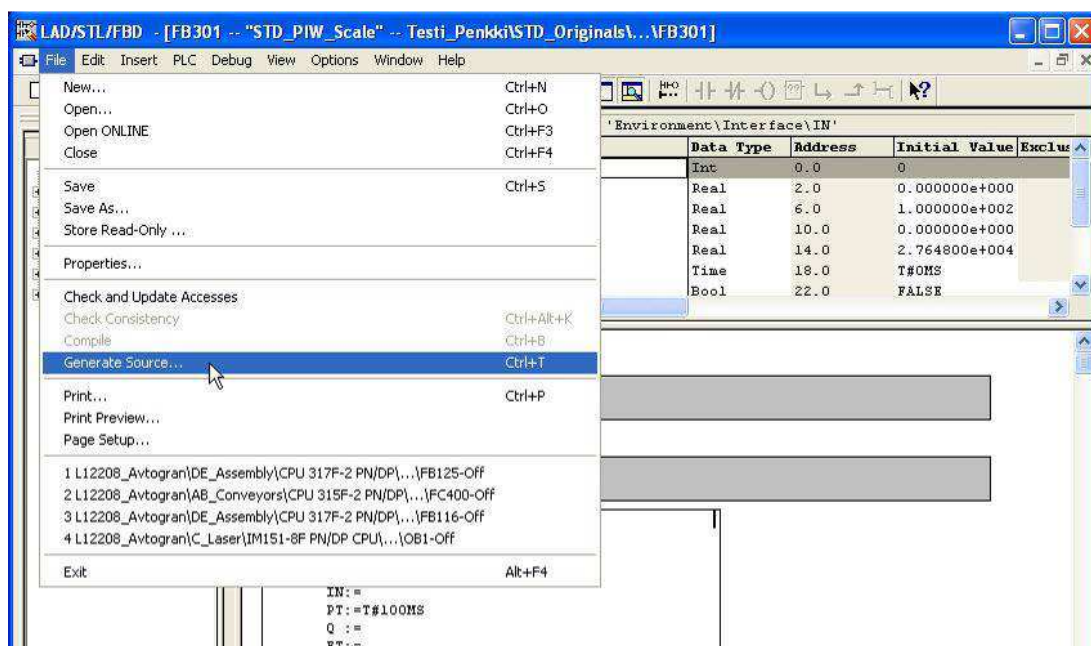 LAD/STL/FBD - [FB301 -- "STD_PIW_Scale" -- Testi_Penkki\STD_Originals\...\FB301]
File Edit Insert PLC Debug View Options Window Help
New... Ctrl+N
Open... Ctrl+O
Open ONLINE Ctrl+F3
Close Ctrl+F4
Save Ctrl+S
Save As...
Store Read-Only ...
Properties...
Check and Update Accesses
Check Consistency Ctrl+Alt+K
Compile Ctrl+B
Generate Source... Ctrl+T
Print... Ctrl+P
Print Preview...
Page Setup...
1 L12208_Avtogran\DE_Assembly\CPU 317F-2 PN/DP\...\FB125-Off
2 L12208_Avtogran\AB_Conveyors\CPU 315F-2 PN/DP\...\FC400-Off
3 L12208_Avtogran\DE_Assembly\CPU 317F-2 PN/DP\...\FB116-Off
4 L12208_Avtogran\C_Laser\IM151-8F PN/DP CPU\...\OB1-Off
Exit Alt+F4
'Environment\Interface\IN'
Data Type Address Initial Value Exclus
Int 0.0 0
Real 2.0 0.000000e+000
Real 6.0 1.000000e+002
Real 10.0 0.000000e+000
Real 14.0 2.764800e+004
Time 18.0 T#0MS
Bool 22.0 FALSE
IN:=
PT:=T#100MS
Q :=
ET:=